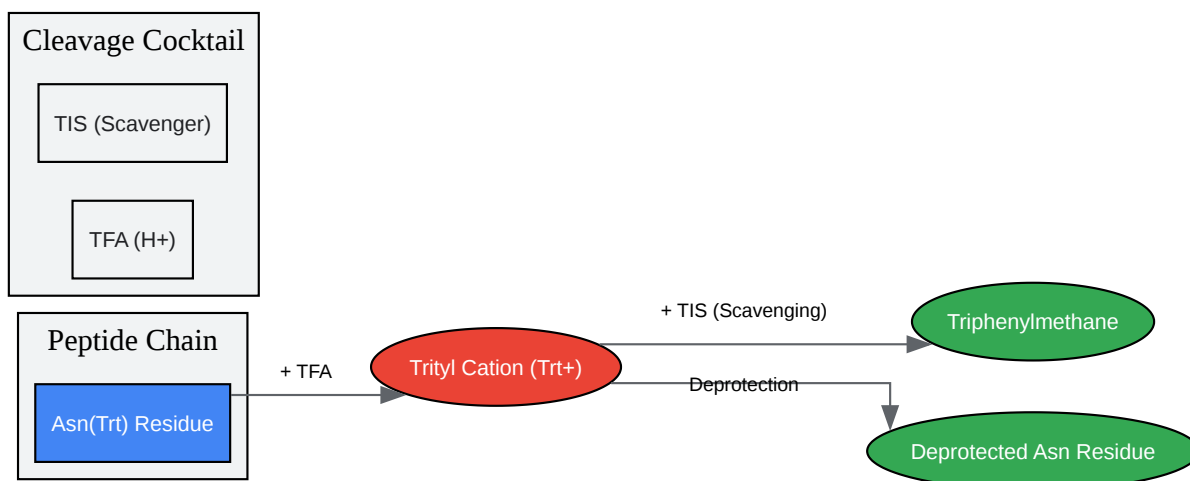 Cleavage Cocktail
TIS (Scavenger)
TFA (H+)
Peptide Chain
Asn(Trt) Residue
+ TFA
Trityl Cation (Trt+)
+ TIS (Scavenging)
Deprotection
Triphenylmethane
Deprotected Asn Residue